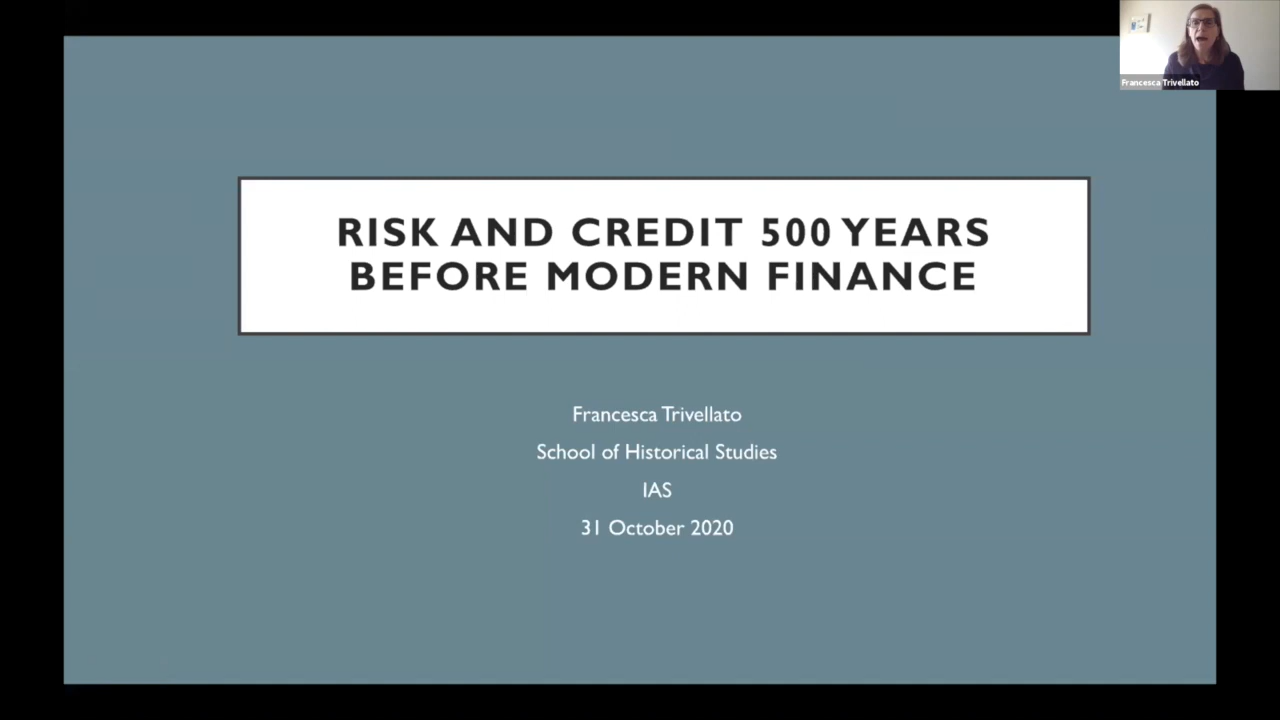 Francesca Trivellato
RISK AND CREDIT 500 YEARS
BEFORE MODERN FINANCE
Francesca Trivellato
School of Historical Studies
IAS
31 October 2020